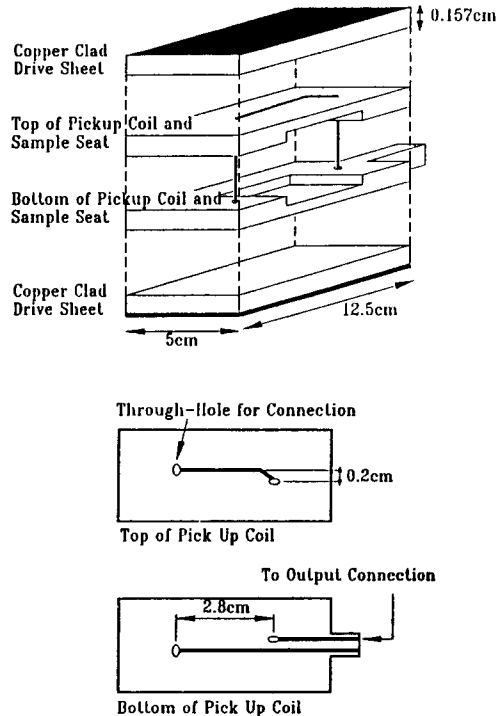 0.157cm
Copper Clad
Drive Sheet
Top of Pickup Coil and
Sample Seat
Bottom of Pickup Coil and
Sample Seat
Copper Clad
Drive Sheet
5cm
12.5cm
Through-Hole for Connection
0.2cm
Top of Pick Up Coil
To Output Connection
2.8cm
Bottom of Pick Up Coil